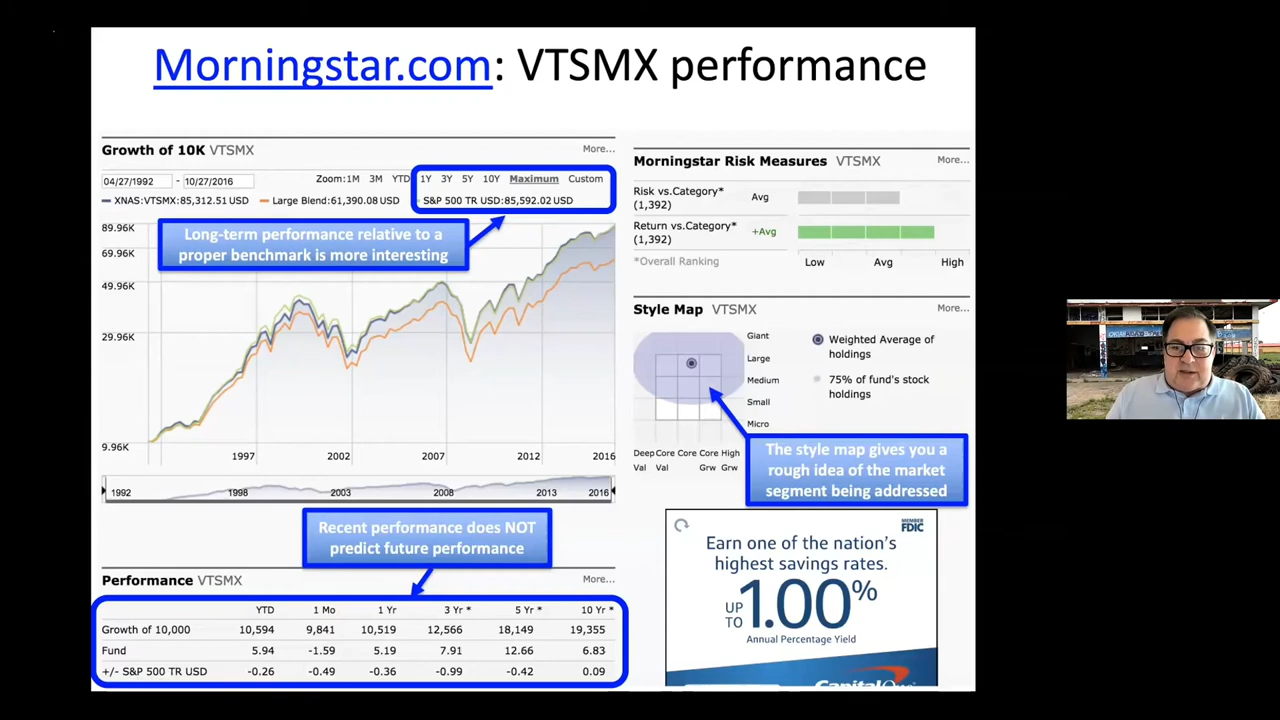 Morningstar.com: VTSMX performance
Growth of 10K VTSMX
More...
04/27/1992 - 10/27/2016
Zoom: 1M 3M YTD 1Y 3Y 5Y 10Y Maximum Custom
XNAS:VTSMX:85,312.51 USD Large Blend:61,390.08 USD S&P 500 TR USD:85,592.02 USD
Long-term performance relative to a
proper benchmark is more interesting
89.96K
69.96K
49.96K
29.96K
9.96K
1997 2002 2007 2012 2016
1992 1998 2003 2008 2013 2016
Recent performance does NOT
predict future performance
Performance VTSMX
More...
YTD 1 Mo 1 Yr 3 Yr * 5 Yr * 10 Yr *
Growth of 10,000 10,594 9,841 10,519 12,566 18,149 19,355
Fund 5.94 -1.59 5.19 7.91 12.66 6.83
+/- S&P 500 TR USD -0.26 -0.49 -0.36 -0.99 -0.42 0.09
Morningstar Risk Measures VTSMX
More...
Risk vs.Category*
(1,392)
Avg
Return vs.Category*
(1,392)
+Avg
*Overall Ranking
Low Avg High
Style Map VTSMX
More...
Giant
Large
Medium
Small
Micro
Deep Core Core Core High
Val Val Grw Grw
Weighted Average of
holdings
75% of fund's stock
holdings
The style map gives you a
rough idea of the market
segment being addressed
MEMBER
FDIC
Earn one of the nation's
highest savings rates.
UP
TO
1.00%
Annual Percentage Yield
Capital One